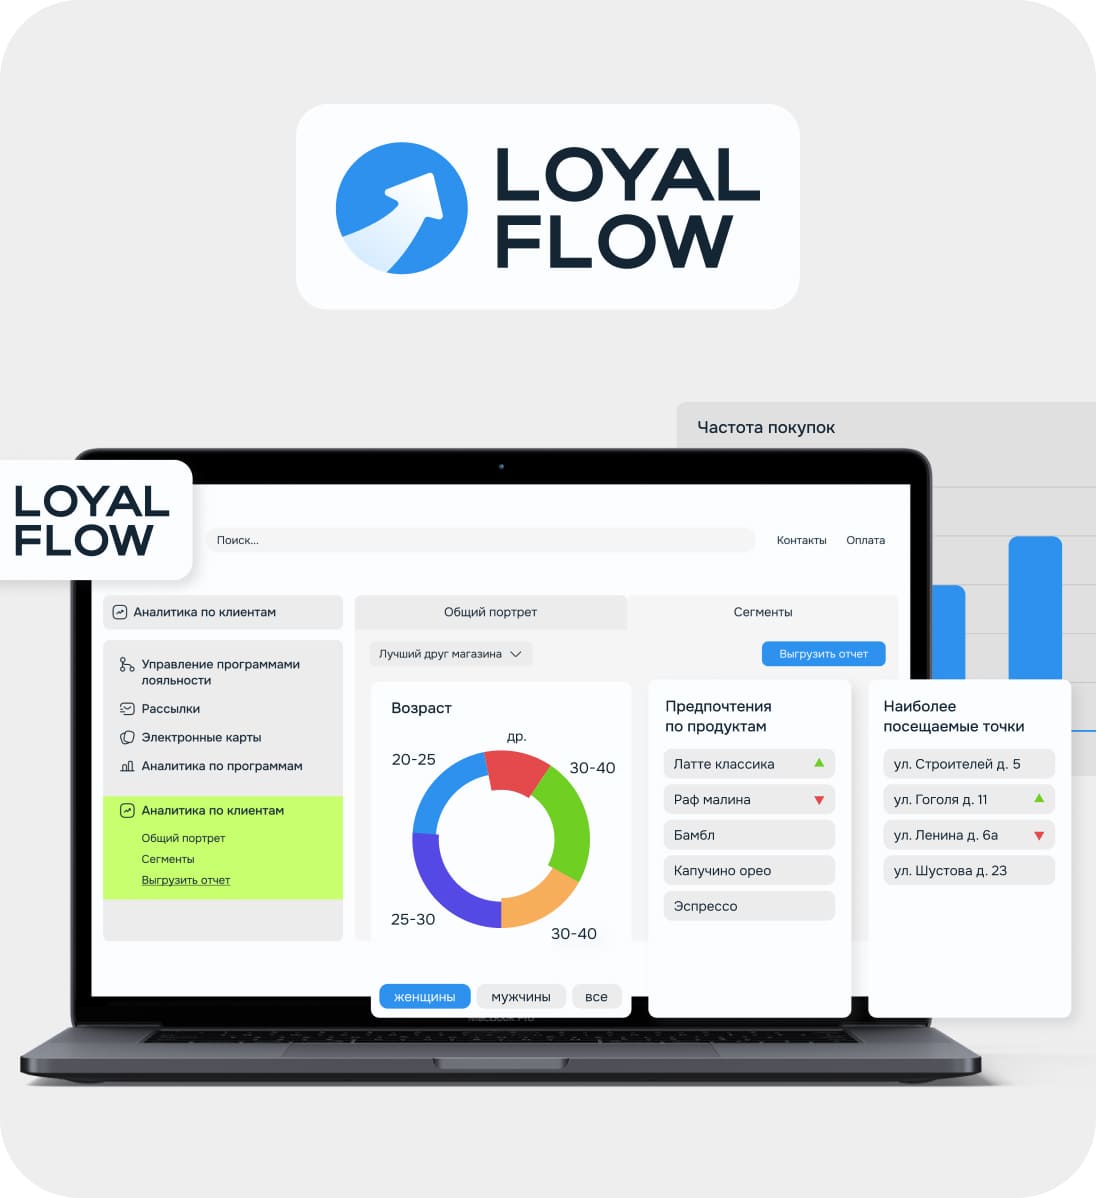 LOYAL
FLOW
Частота покупок
LOYAL
FLOW
Поиск...
Контакты
Оплата
Аналитика по клиентам
Управление программами
лояльности
Рассылки
Электронные карты
Аналитика по программам
Аналитика по клиентам
Общий портрет
Сегменты
Выгрузить отчет
Общий портрет
Сегменты
Лучший друг магазина
Выгрузить отчет
Возраст
др.
20-25
30-40
25-30
30-40
женщины
мужчины
все
Предпочтения
по продуктам
Латте классика
Раф малина
Бамбл
Капучино орео
Эспрессо
Наиболее
посещаемые точки
ул. Строителей д. 5
ул. Гоголя д. 11
ул. Ленина д. 6а
ул. Шустова д. 23